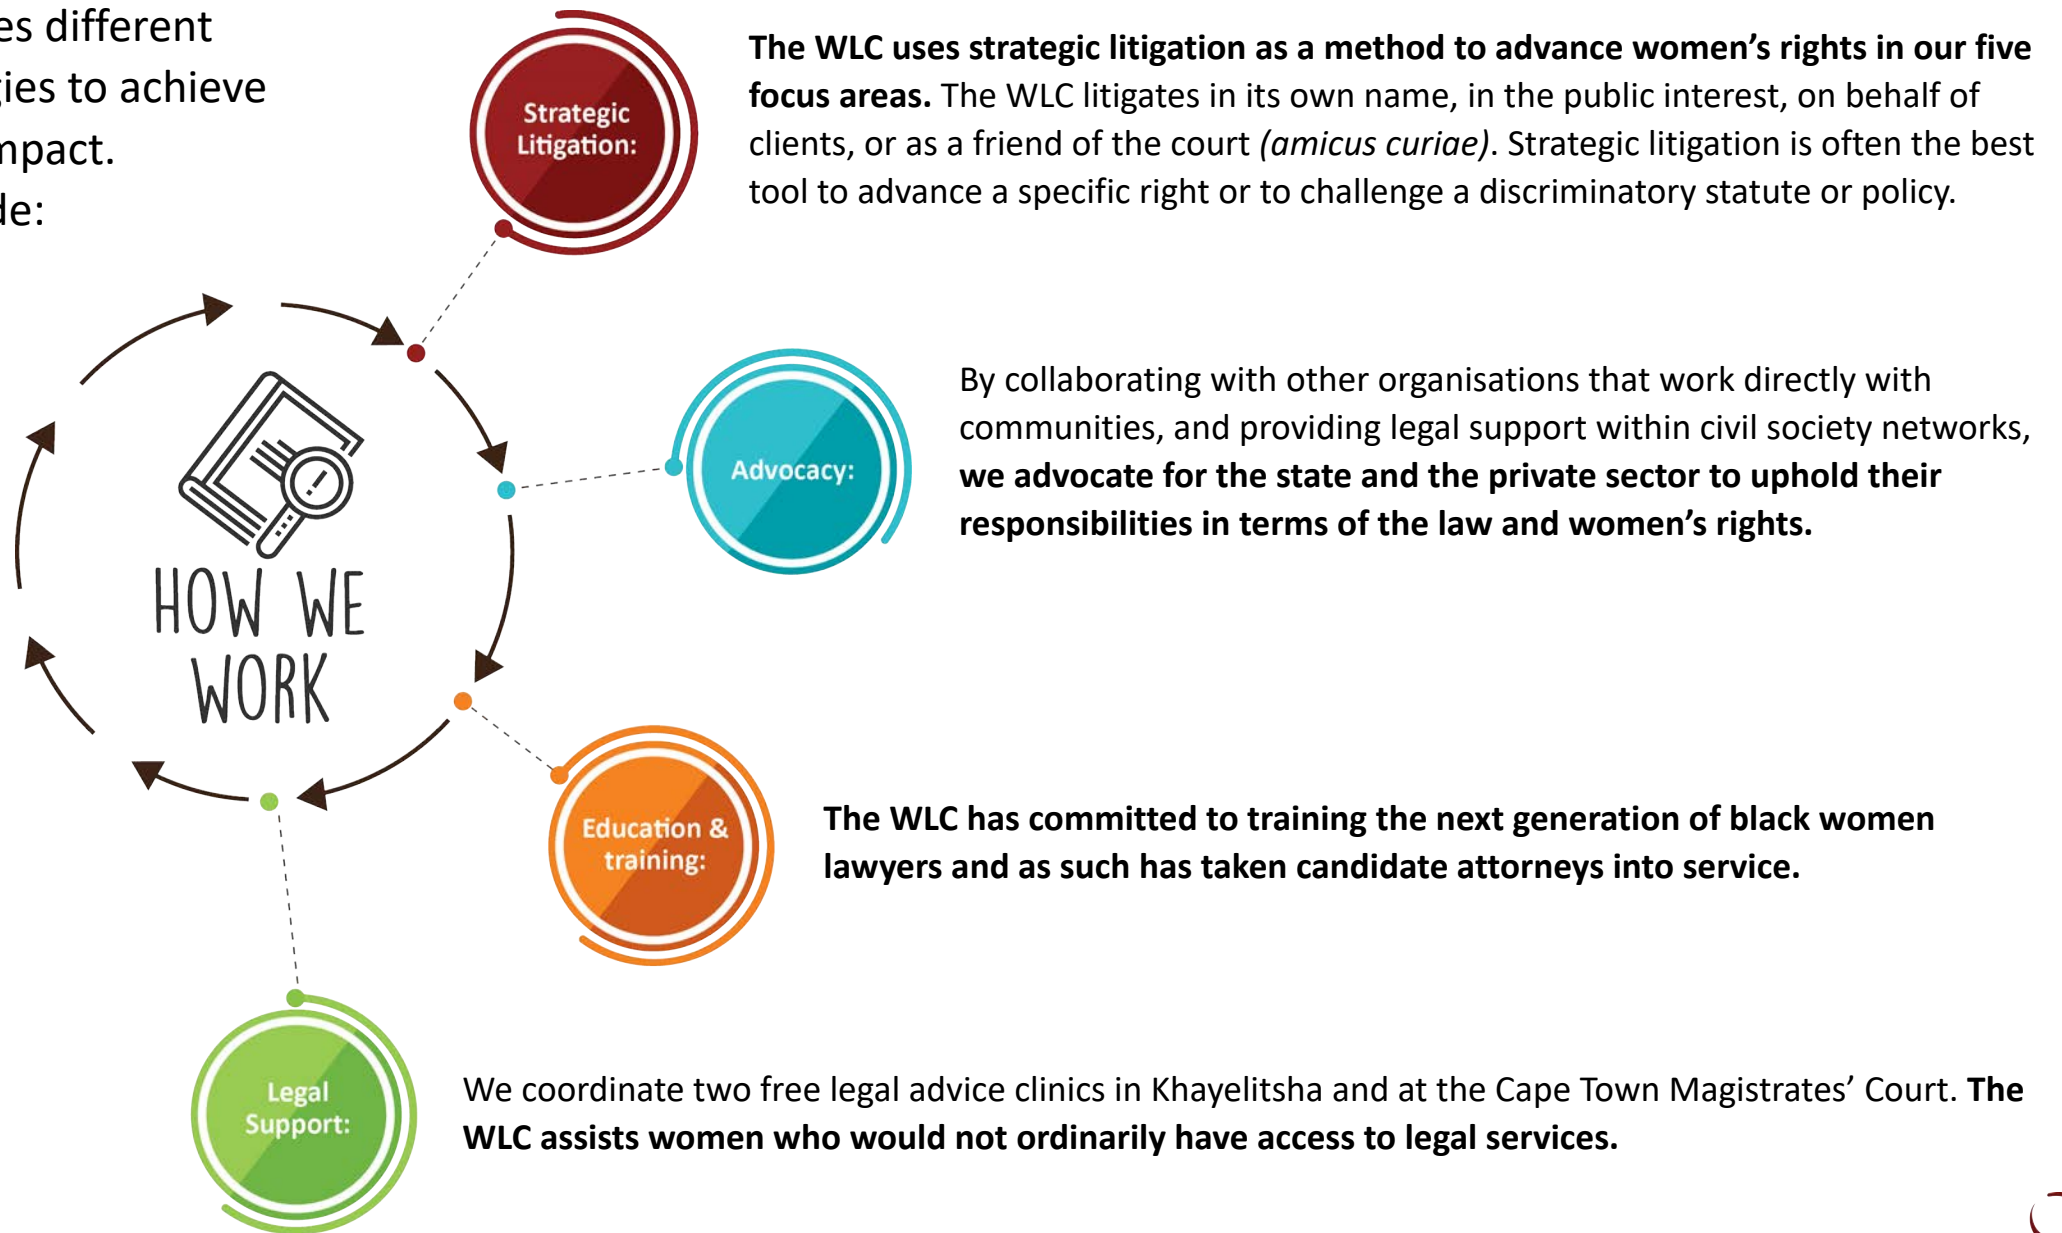 es different
gies to achieve
mpact.
de:
Strategic
Litigation:
The WLC uses strategic litigation as a method to advance women’s rights in our five
focus areas. The WLC litigates in its own name, in the public interest, on behalf of
clients, or as a friend of the court (amicus curiae). Strategic litigation is often the best
tool to advance a specific right or to challenge a discriminatory statute or policy.
HOW WE
WORK
Advocacy:
By collaborating with other organisations that work directly with
communities, and providing legal support within civil society networks,
we advocate for the state and the private sector to uphold their
responsibilities in terms of the law and women’s rights.
Education &
training:
The WLC has committed to training the next generation of black women
lawyers and as such has taken candidate attorneys into service.
Legal
Support:
We coordinate two free legal advice clinics in Khayelitsha and at the Cape Town Magistrates’ Court. The
WLC assists women who would not ordinarily have access to legal services.